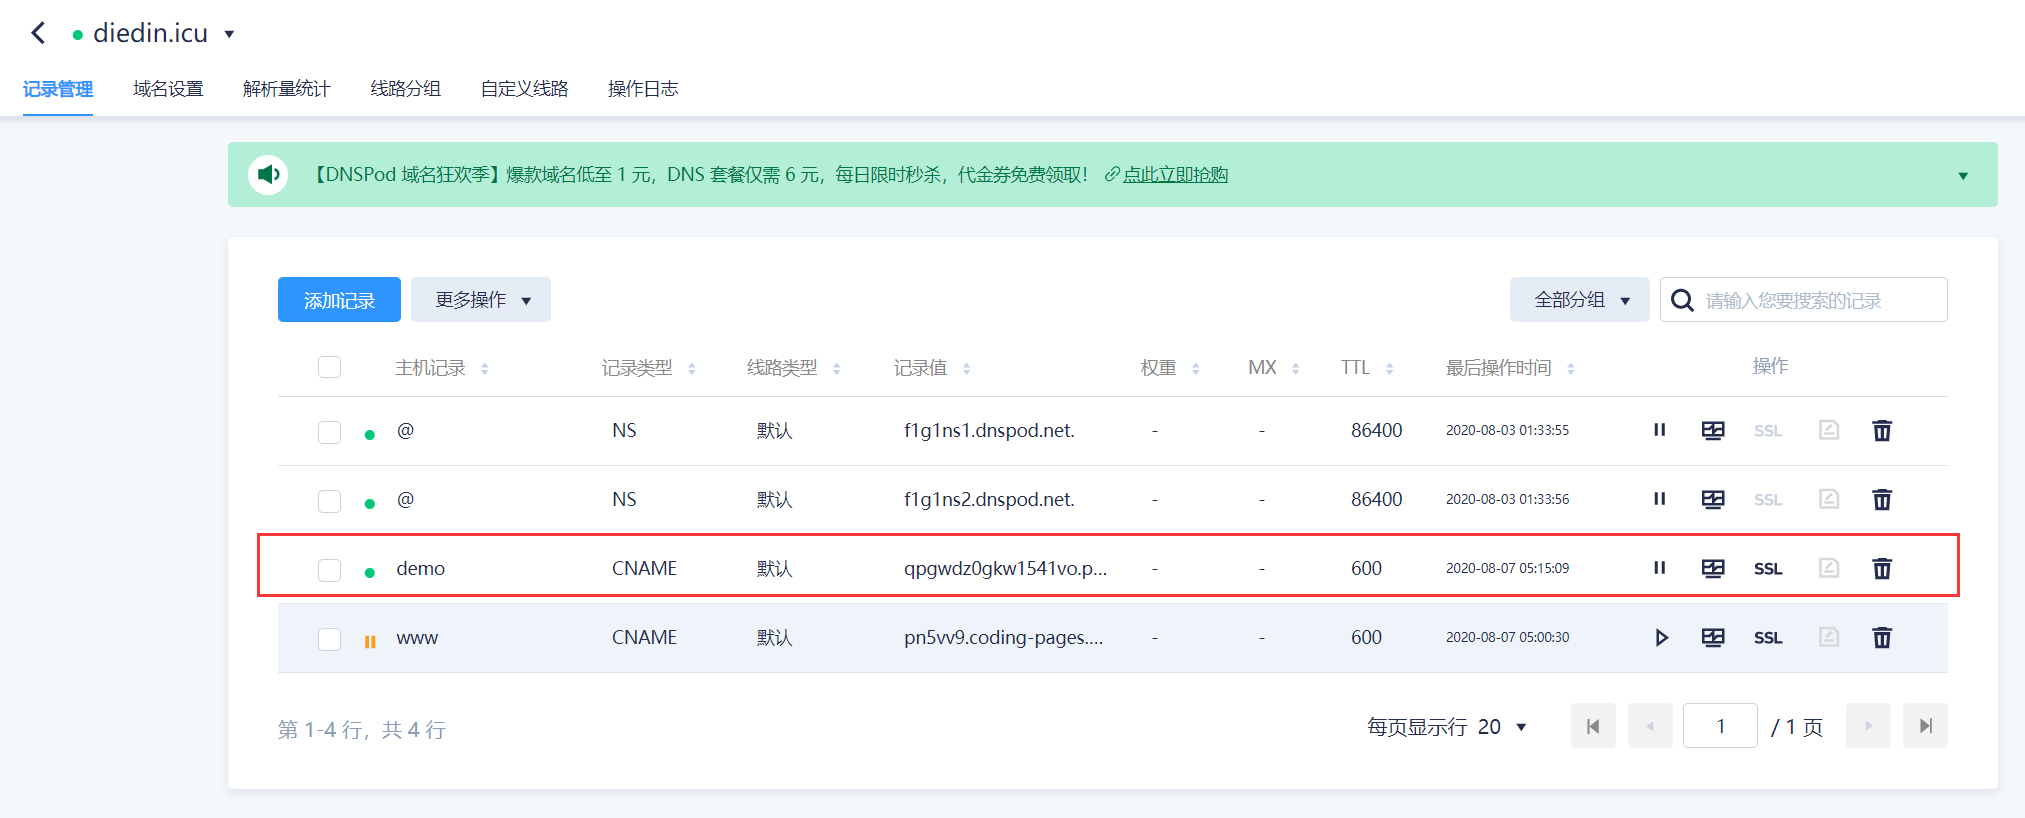 diedin.icu
记录管理 域名设置 解析量统计 线路分组 自定义线路 操作日志
【DNSPod 域名狂欢季】爆款域名低至 1 元，DNS 套餐仅需 6 元，每日限时秒杀，代金券免费领取！ 点此立即抢购
添加记录 更多操作 全部分组 请输入您要搜索的记录
主机记录 记录类型 线路类型 记录值 权重 MX TTL 最后操作时间 操作
@ NS 默认 f1g1ns1.dnspod.net. - - 86400 2020-08-03 01:33:55 SSL
@ NS 默认 f1g1ns2.dnspod.net. - - 86400 2020-08-03 01:33:56 SSL
demo CNAME 默认 qpgwdz0gkw1541vo.p... - - 600 2020-08-07 05:15:09 SSL
www CNAME 默认 pn5vv9.coding-pages.... - - 600 2020-08-07 05:00:30 SSL
第 1-4 行，共 4 行 每页显示行 20 1 / 1 页